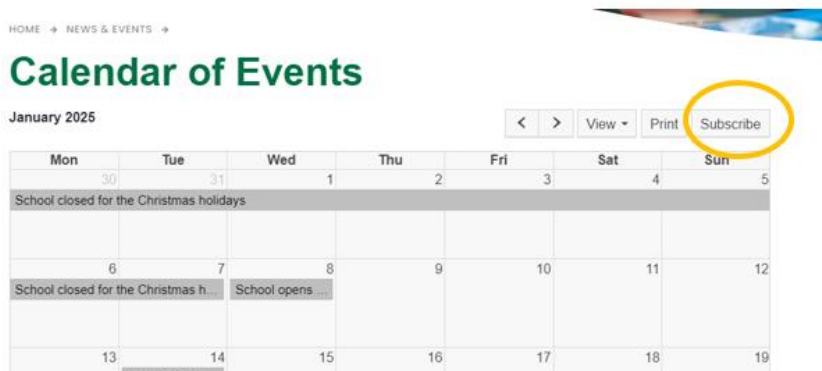 HOME → NEWS & EVENTS →
Calendar of Events
January 2025
< > View Print Subscribe
Mon Tue Wed Thu Fri Sat Sun
30 31 1 2 3 4 5
School closed for the Christmas holidays
6 7 8 9 10 11 12
School closed for the Christmas h... School opens ...
13 14 15 16 17 18 19